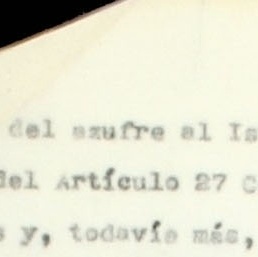 del azufre al Is
del Artículo 27 C
s y, todavía más,